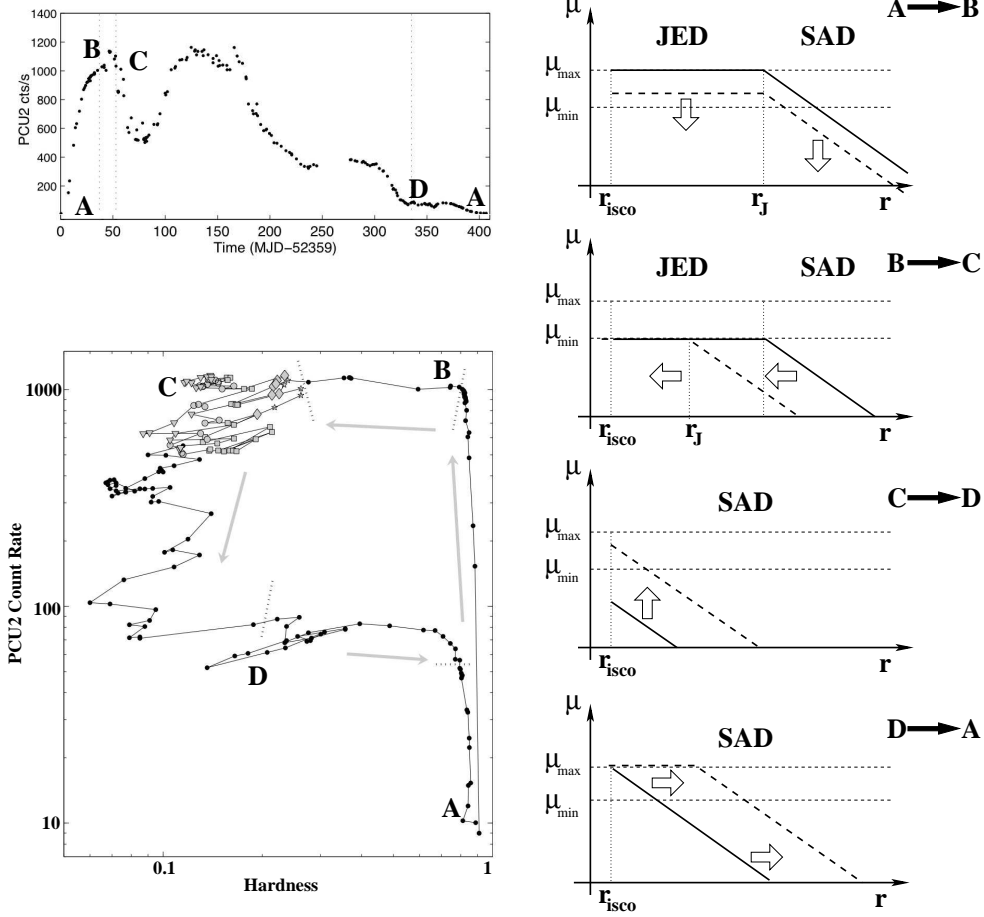 1400
1200
1000
800
600
400
200
0 50 100 150 200 250 300 350 400
PCU2 cts/s
Time (MJD-52359)
A
B
C
D
A
1000
100
10
0.1 1
PCU2 Count Rate
Hardness
C
B
D
A
A B
μ
JED SAD
μmax
μmin
risco rJ r
B C
μ
JED SAD
μmax
μmin
risco rJ r
C D
μ
SAD
μmax
μmin
risco r
D A
μ
SAD
μmax
μmin
risco r